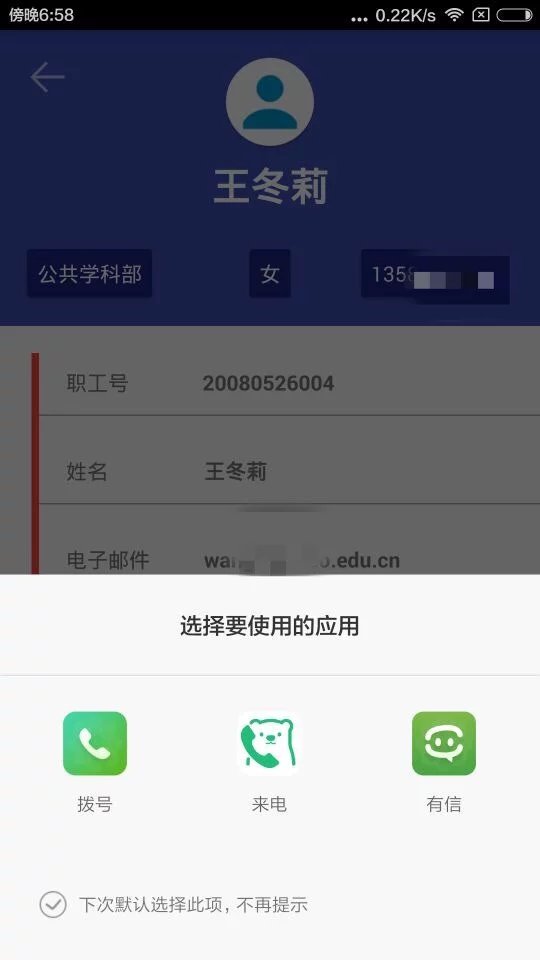 傍晚6:58 ... 0.22K/s
王冬莉
公共学科部 女 135
职工号 20080526004
姓名 王冬莉
电子邮件 wan .edu.cn
选择要使用的应用
拨号 来电 有信
下次默认选择此项，不再提示